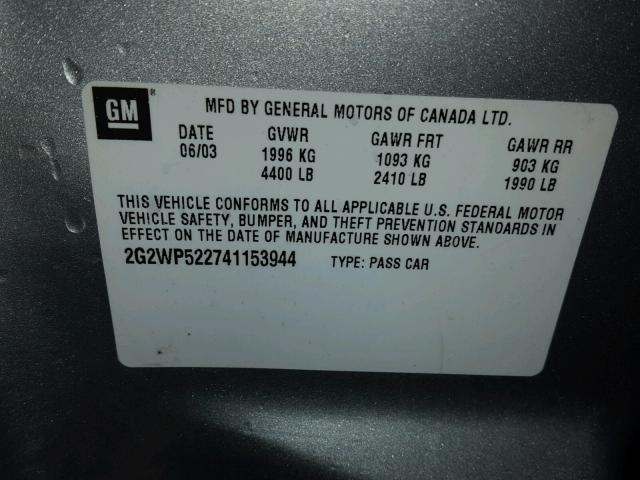 GM®
MFD BY GENERAL MOTORS OF CANADA LTD.
DATE GVWR GAWR FRT GAWR RR
06/03 1996 KG 1093 KG 903 KG
4400 LB 2410 LB 1990 LB
THIS VEHICLE CONFORMS TO ALL APPLICABLE U.S. FEDERAL MOTOR
VEHICLE SAFETY, BUMPER, AND THEFT PREVENTION STANDARDS IN
EFFECT ON THE DATE OF MANUFACTURE SHOWN ABOVE.
2G2WP522741153944 TYPE: PASS CAR